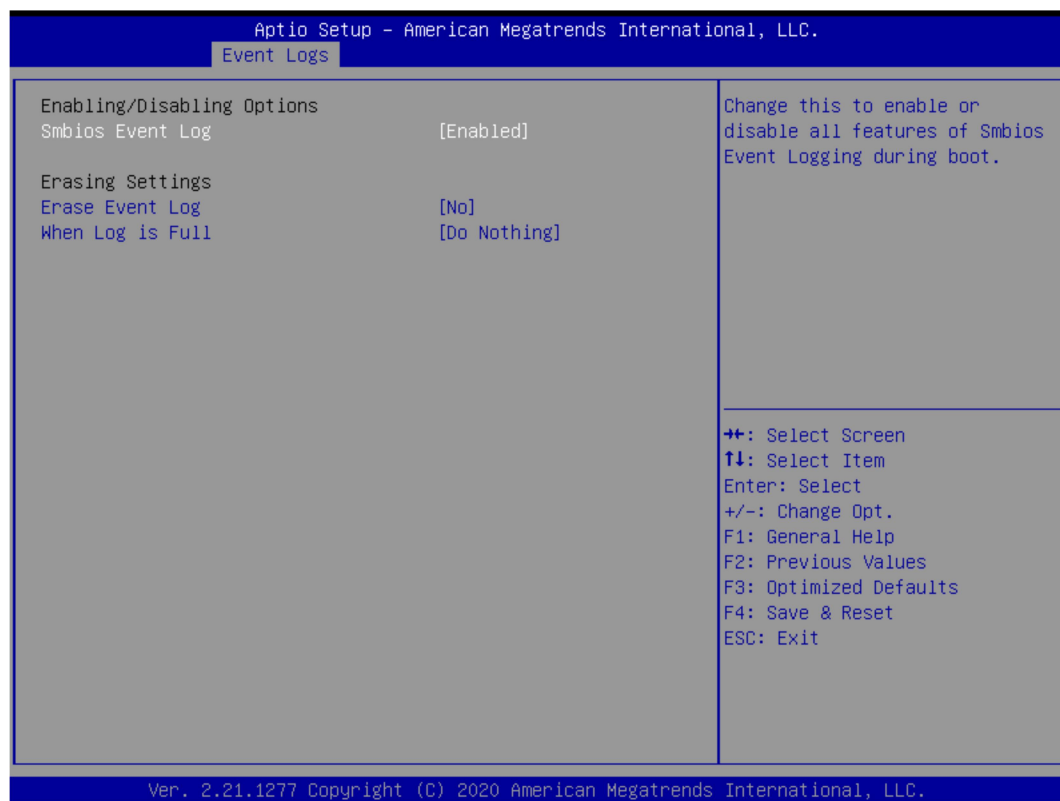 Aptio Setup – American Megatrends International, LLC.
Event Logs
Enabling/Disabling Options
Smbios Event Log [Enabled]
Erasing Settings
Erase Event Log [No]
When Log is Full [Do Nothing]
Change this to enable or
disable all features of Smbios
Event Logging during boot.
→←: Select Screen
↑↓: Select Item
Enter: Select
+/-: Change Opt.
F1: General Help
F2: Previous Values
F3: Optimized Defaults
F4: Save & Reset
ESC: Exit
Ver. 2.21.1277 Copyright (C) 2020 American Megatrends International, LLC.